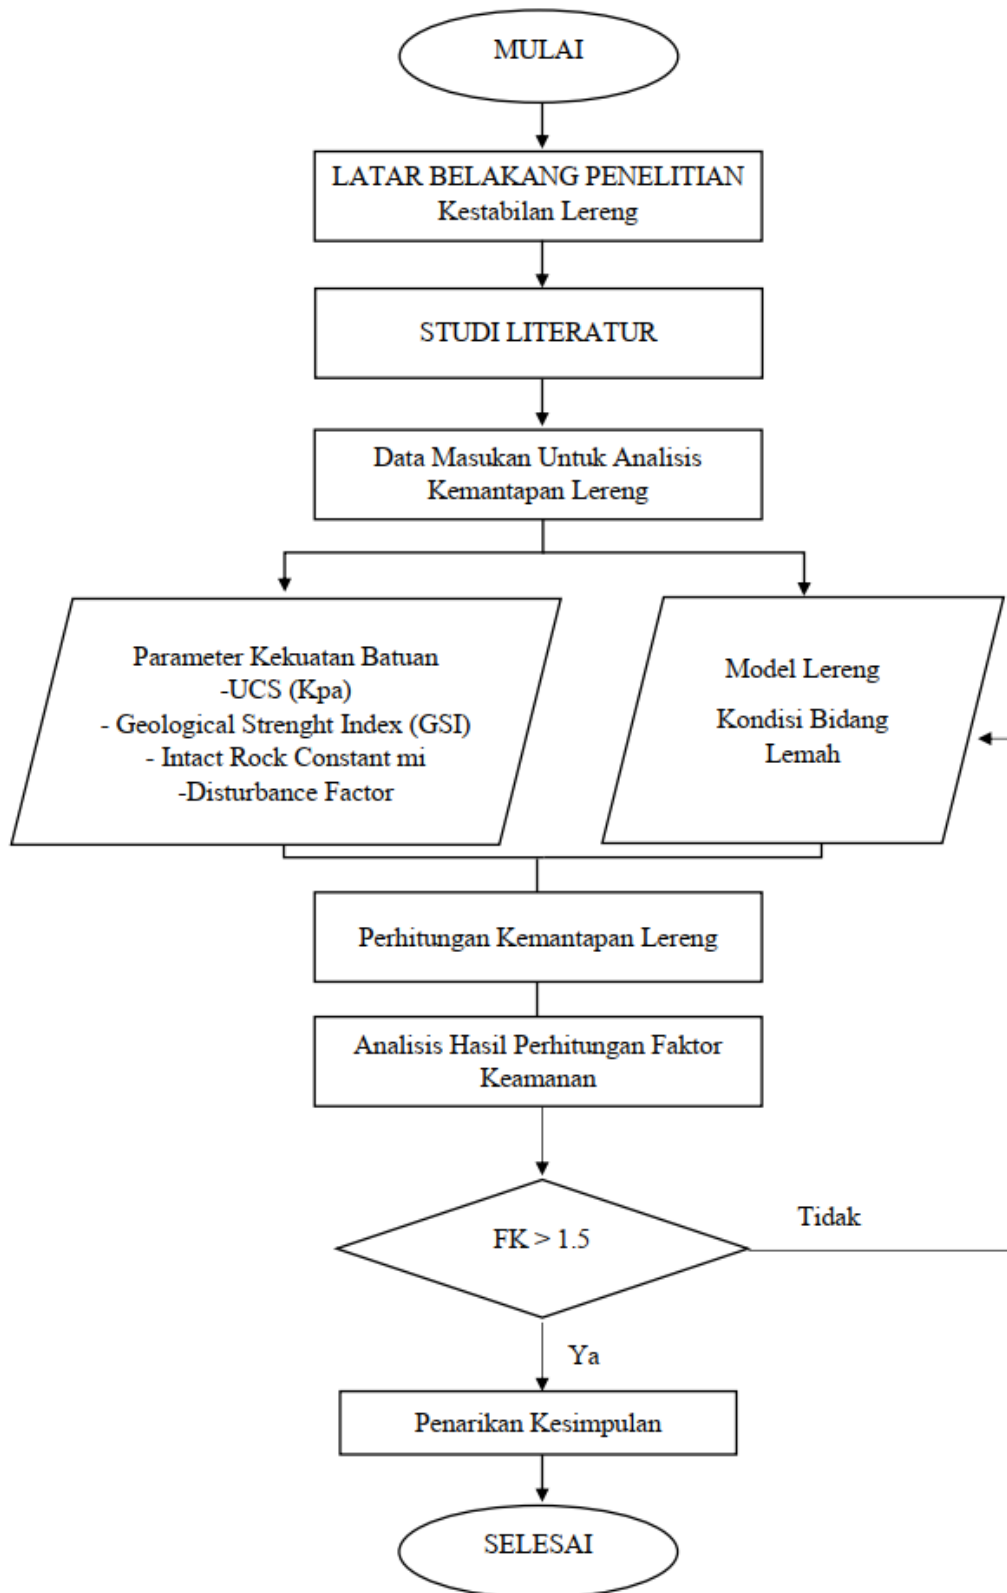 MULAI
LATAR BELAKANG PENELITIAN
Kestabilan Lereng
STUDI LITERATUR
Data Masukan Untuk Analisis
Kemantapan Lereng
Parameter Kekuatan Batuan
-UCS (Kpa)
- Geological Strenght Index (GSI)
- Intact Rock Constant mi
-Disturbance Factor
Model Lereng
Kondisi Bidang
Lemah
Perhitungan Kemantapan Lereng
Analisis Hasil Perhitungan Faktor
Keamanan
FK > 1.5
Tidak
Ya
Penarikan Kesimpulan
SELESAI